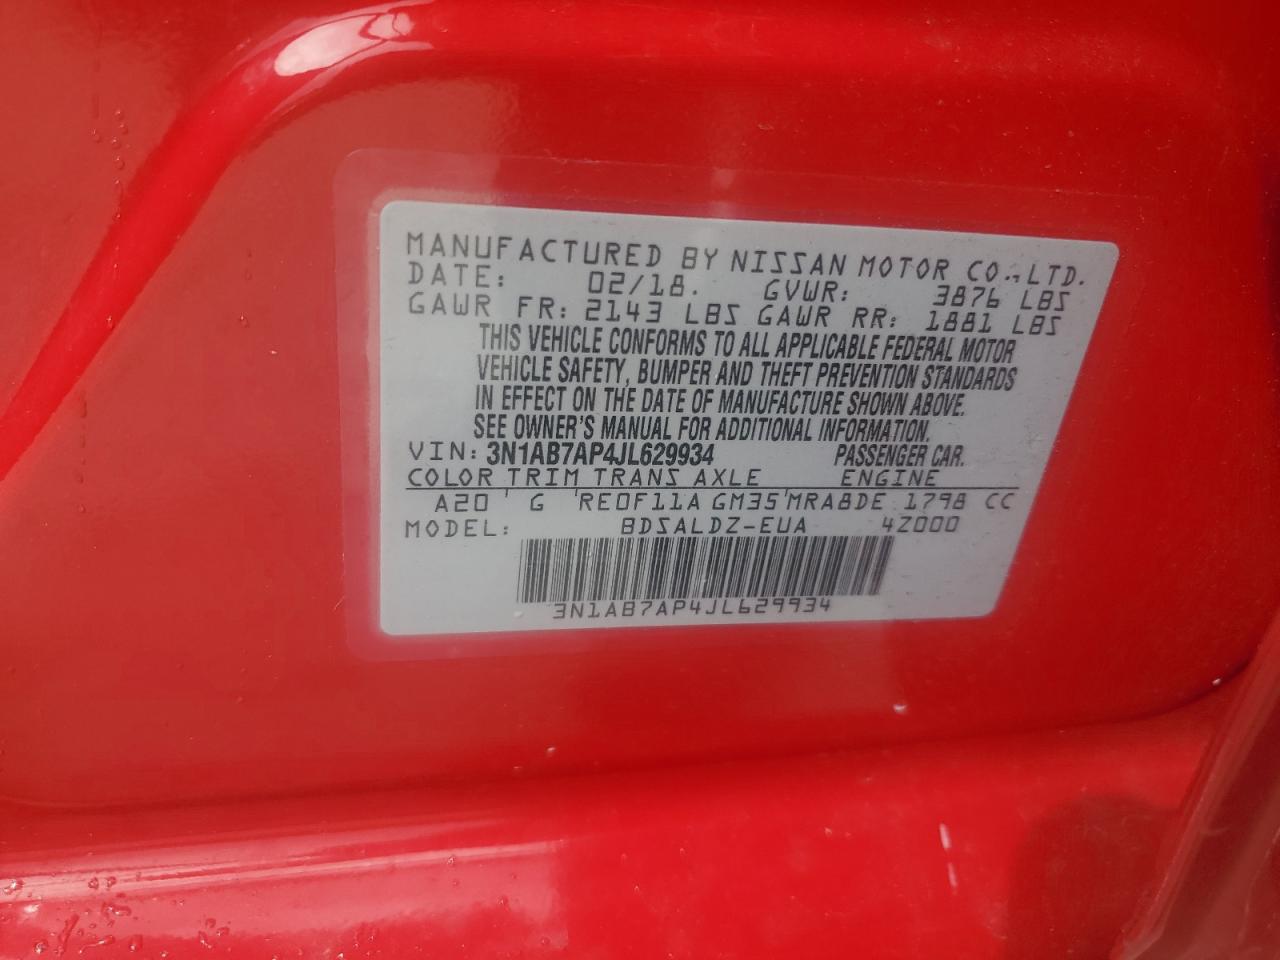 MANUFACTURED BY NISSAN MOTOR CO.,LTD.
DATE: 02/18. GVWR: 3876 LBS
GAWR FR: 2143 LBS GAWR RR: 1881 LBS
THIS VEHICLE CONFORMS TO ALL APPLICABLE FEDERAL MOTOR
VEHICLE SAFETY, BUMPER AND THEFT PREVENTION STANDARDS
IN EFFECT ON THE DATE OF MANUFACTURE SHOWN ABOVE.
SEE OWNER'S MANUAL FOR ADDITIONAL INFORMATION.
VIN: 3N1AB7AP4JL629934 PASSENGER CAR.
COLOR TRIM TRANS AXLE ENGINE
A20 ' G 'RE0F11A GM35'MRA8DE 1798 CC
MODEL: BDSALDZ-EUA 4Z000
3N1AB7AP4JL629934